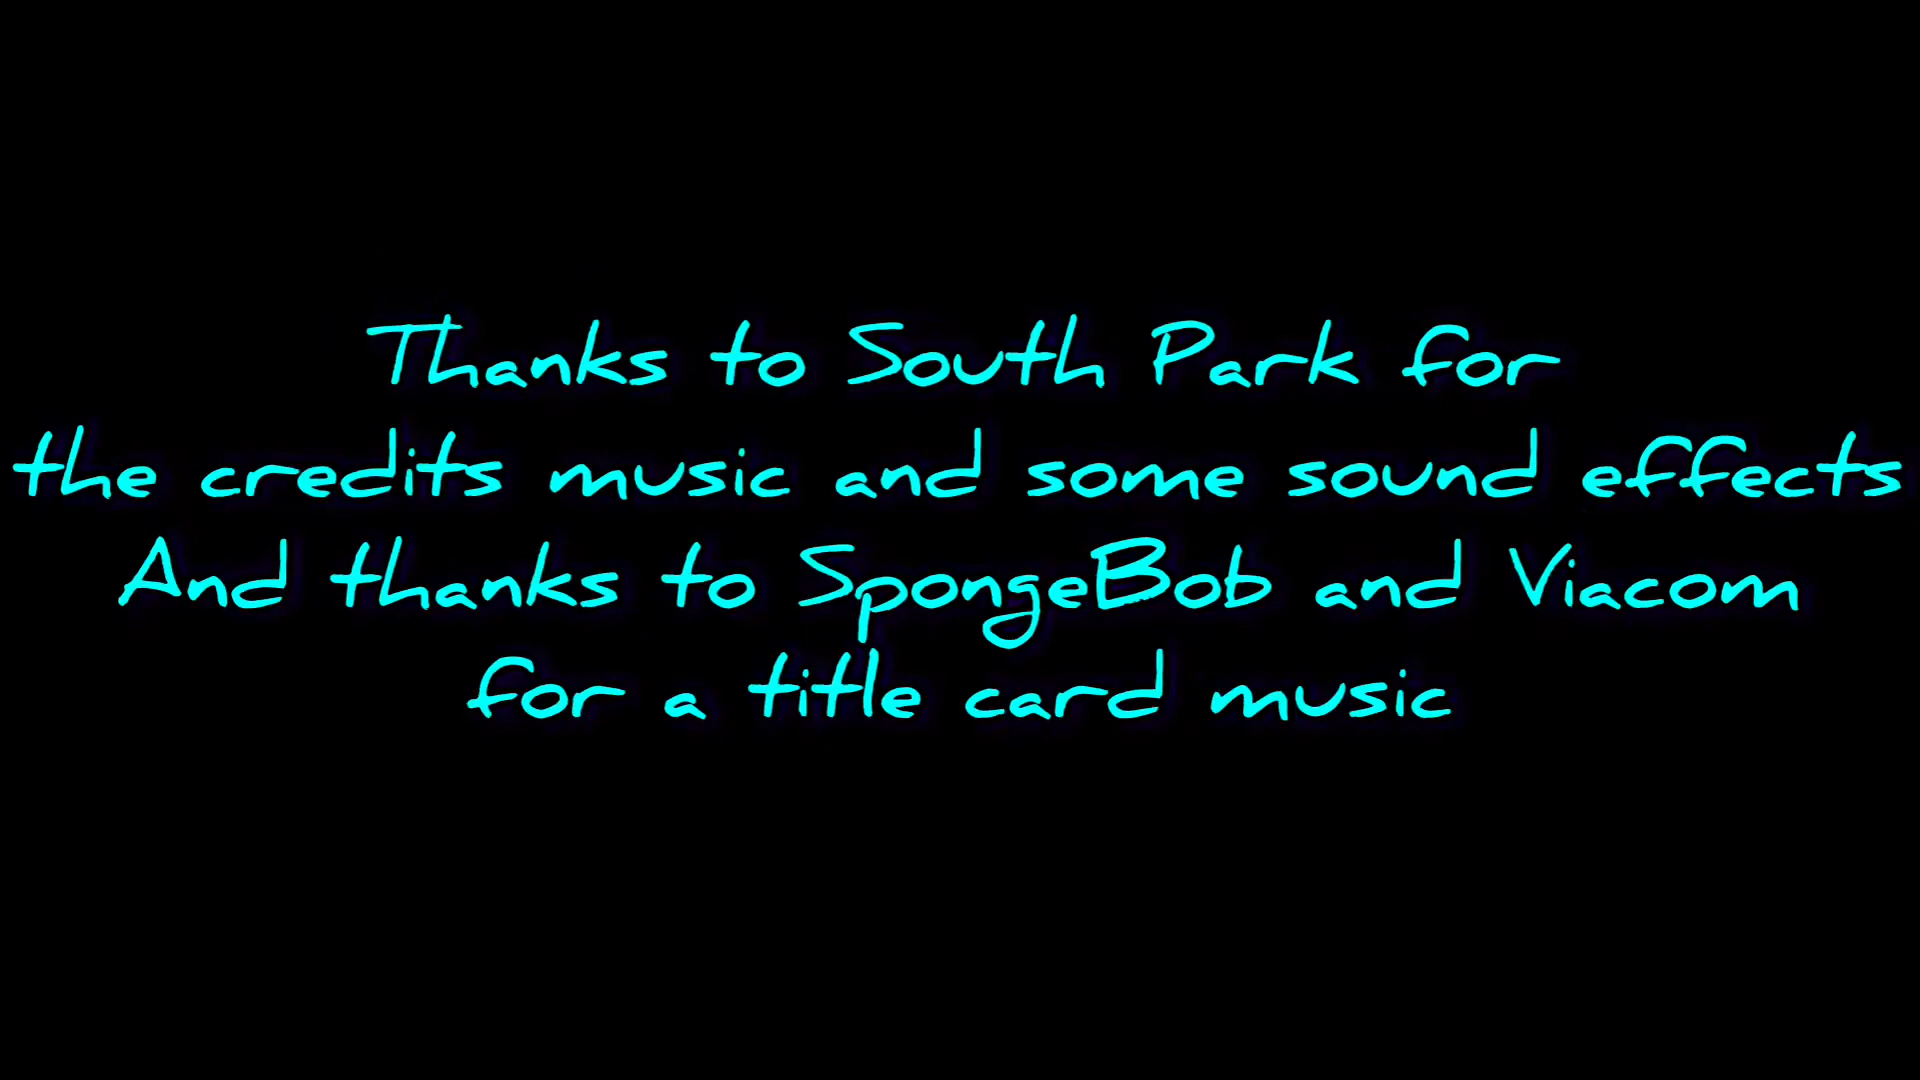 Thanks to South Park for
the credits music and some sound effects
And thanks to SpongeBob and Viacom
for a title card music